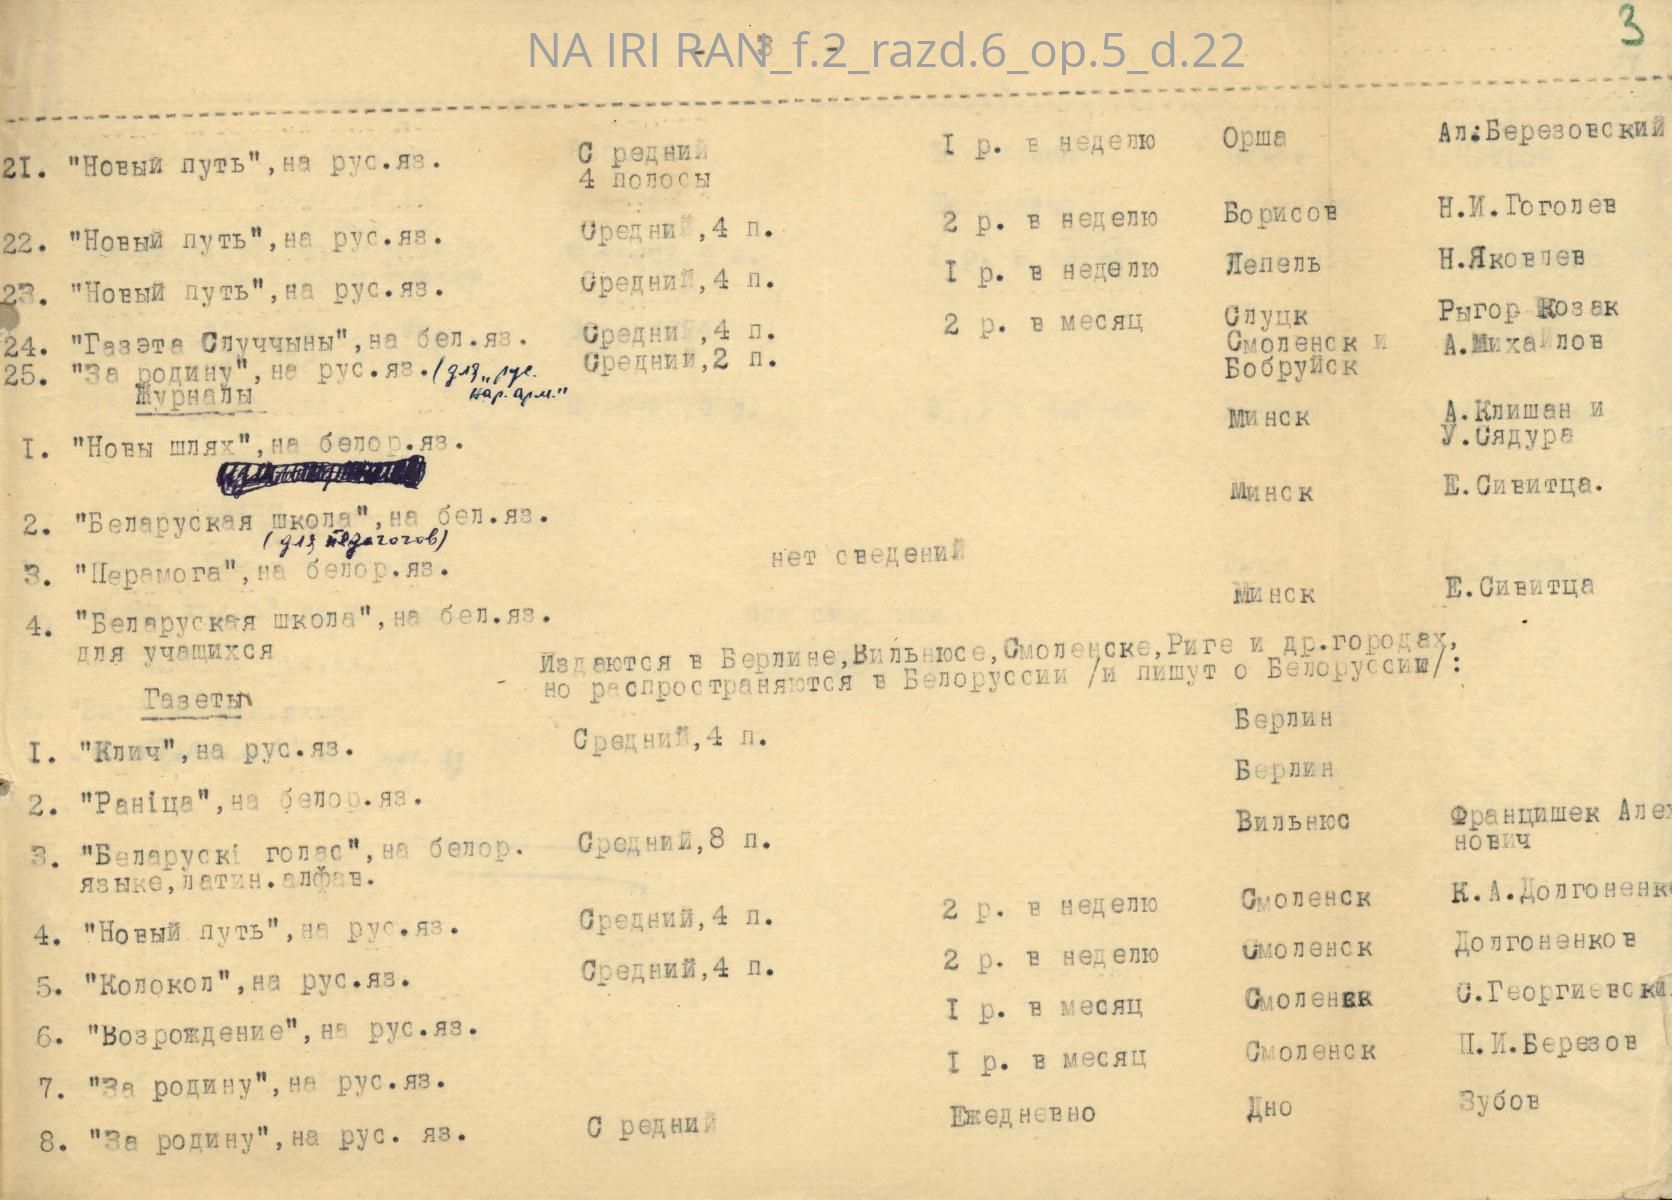 NA IRI RAN_f.2_razd.6_op.5_d.22
- 3 -
3
21. "Новый путь",на рус.яз. С редний I р. в неделю Орша Ал.Березовский
4 полосы
22. "Новый путь",на рус.яз. Средний,4 п. 2 р. в неделю Борисов Н.И.Гоголев
23. "Новый путь",на рус.яз. Средний,4 п. I р. в неделю Лепель Н.Яковлев
24. "Газэта Случчыны",на бел.яз. Средний,4 п. 2 р. в месяц Слуцк Рыгор Козак
25. "За родину",на рус.яз.(для "рус. Средний,2 п. Смоленск и А.Михайлов
нар. арм." Бобруйск
Журналы
I. "Новы шлях",на белор.яз. Минск А.Клишан и
У.Сядура
2. "Беларуская школа",на бел.яз. Минск Е.Сивитца.
(для педагогов)
3. "Перамога",на белор.яз. нет сведений
4. "Беларуская школа",на бел.яз. Минск Е.Сивитца
для учащихся
Издаются в Берлине,Вильнюсе,Смоленске,Риге и др.городах,
- но распространяются в Белоруссии /и пишут о Белоруссии/:
Газеты
I. "Клич",на рус.яз. Средний,4 п. Берлин
2. "Раніца",на белор.яз. Берлин
3. "Беларускі голас",на белор. Средний,8 п. Вильнюс Францишек Алех
языке,латин.алфав. нович
4. "Новый путь",на рус.яз. Средний,4 п. 2 р. в неделю Смоленск К.А.Долгоненк
5. "Колокол",на рус.яз. Средний,4 п. 2 р. в неделю Смоленск Долгоненков
6. "Возрождение",на рус.яз. I р. в месяц Смоленск С.Георгиевски
7. "За родину",на рус.яз. I р. в месяц Смоленск П.И.Березов
8. "За родину",на рус. яз. С редний Ежедневно Дно Зубов